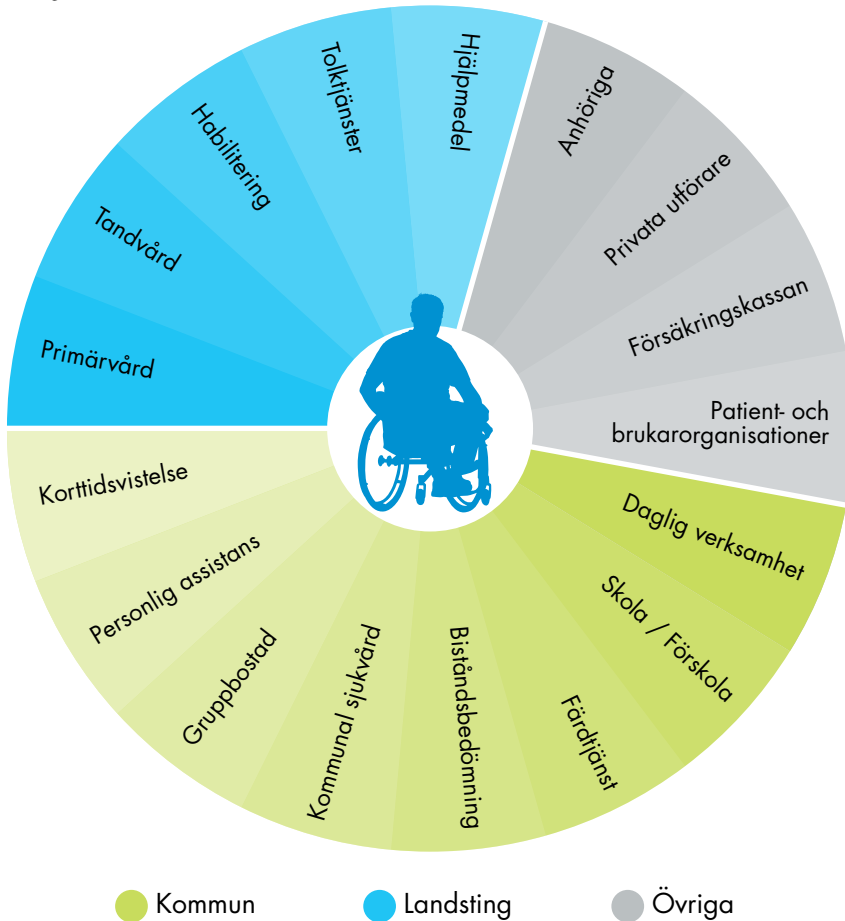 Hjälpmedel
Anhöriga
Privata utförare
Försäkringskassan
Patient- och
brukarorganisationer
Daglig verksamhet
Skola / Förskola
Färdtjänst
Biståndsbedömning
Kommunal sjukvård
Gruppbostad
Personlig assistans
Korttidsvistelse
Primärvård
Tandvård
Habilitering
Tolktjänster
Kommun
Landsting
Övriga